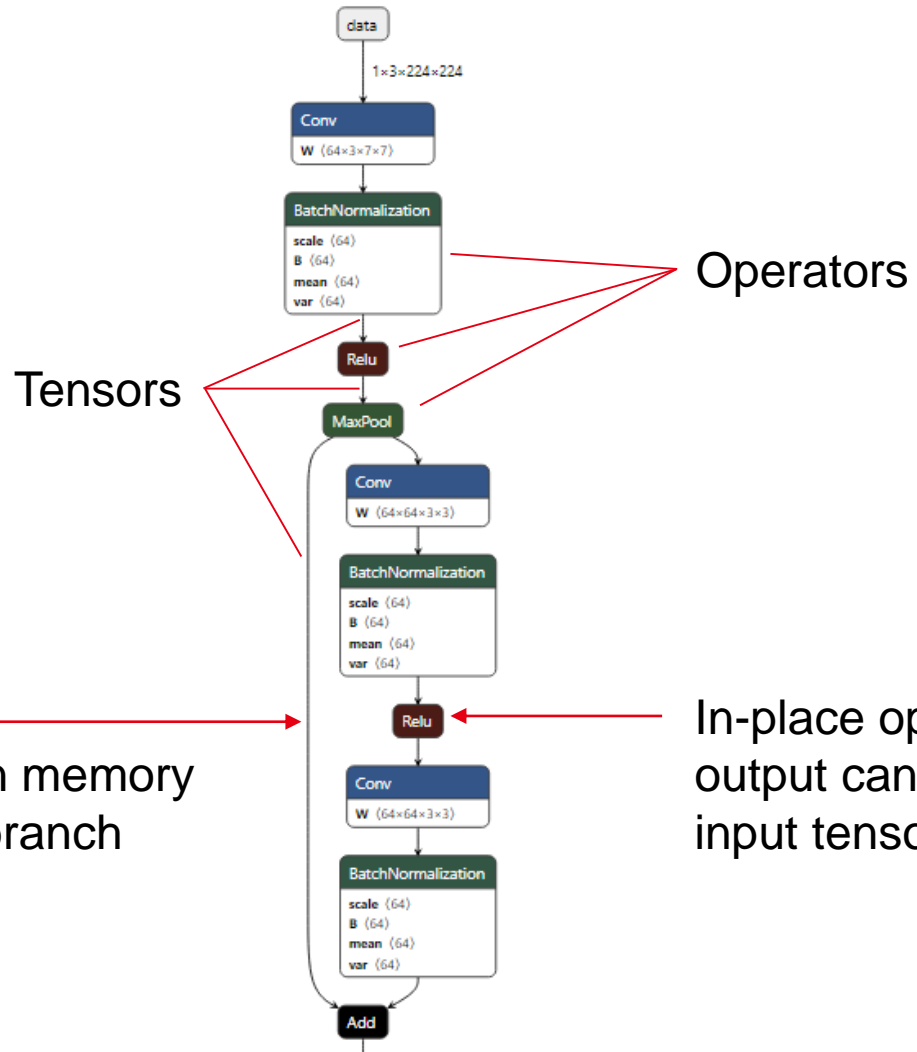 data
1×3×224×224
Conv
W ⟨64×3×7×7⟩
BatchNormalization
scale ⟨64⟩
B ⟨64⟩
mean ⟨64⟩
var ⟨64⟩
Operators
Relu
Tensors
MaxPool
Conv
W ⟨64×64×3×3⟩
BatchNormalization
scale ⟨64⟩
B ⟨64⟩
mean ⟨64⟩
var ⟨64⟩
Relu
memory
branch
In-place
output can
input
Conv
W ⟨64×64×3×3⟩
BatchNormalization
scale ⟨64⟩
B ⟨64⟩
mean ⟨64⟩
var ⟨64⟩
Add